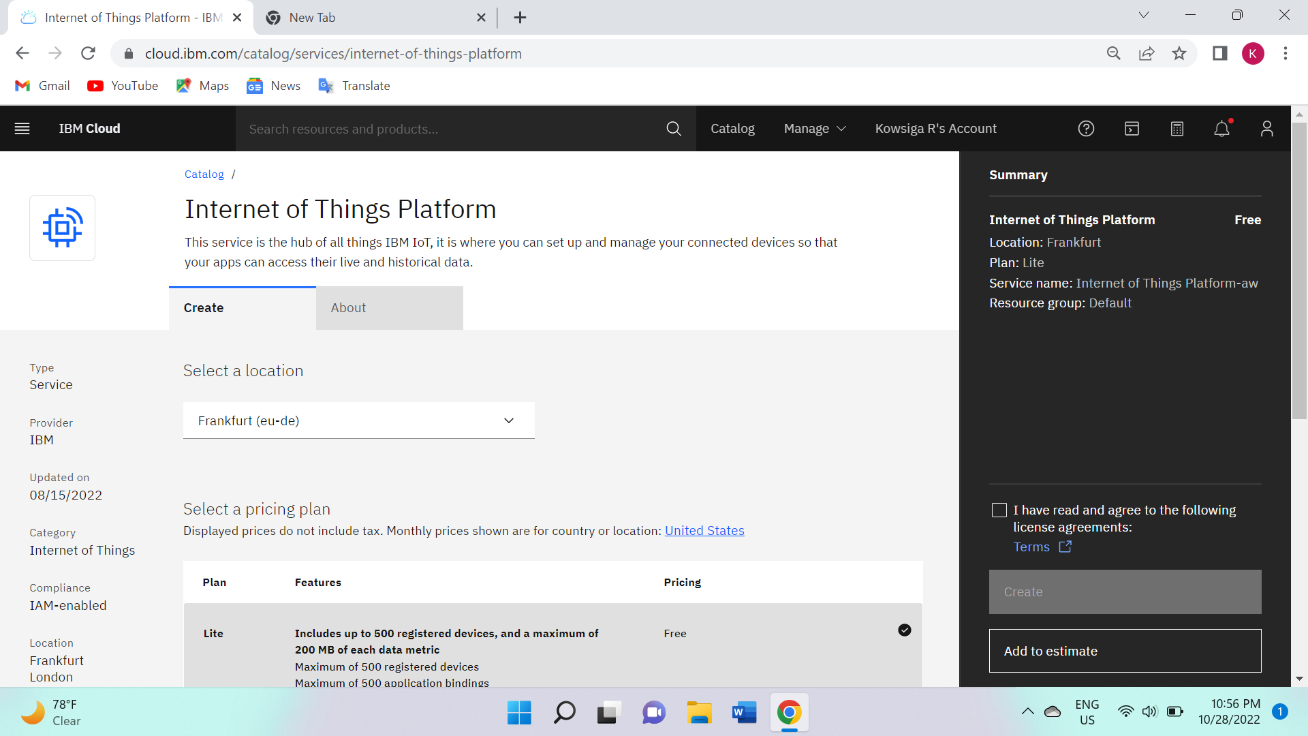 Internet of Things Platform - IBM
New Tab
cloud.ibm.com/catalog/services/internet-of-things-platform
K
Gmail
YouTube
Maps
News
Translate
IBM Cloud
Search resources and products...
Catalog
Manage
Kowsiga R's Account
Catalog /
Internet of Things Platform
This service is the hub of all things IBM IoT, it is where you can set up and manage your connected devices so that
your apps can access their live and historical data.
Create
About
Type
Service
Provider
IBM
Updated on
08/15/2022
Category
Internet of Things
Compliance
IAM-enabled
Location
Frankfurt
London
Select a location
Frankfurt (eu-de)
Select a pricing plan
Displayed prices do not include tax. Monthly prices shown are for country or location: United States
Plan Features Pricing
Lite
Includes up to 500 registered devices, and a maximum of
200 MB of each data metric
Maximum of 500 registered devices
Maximum of 500 application bindings
Free
Summary
Internet of Things Platform Free
Location: Frankfurt
Plan: Lite
Service name: Internet of Things Platform-aw
Resource group: Default
I have read and agree to the following
license agreements:
Terms
Create
Add to estimate
78°F
Clear
ENG
US
10:56 PM
10/28/2022
1